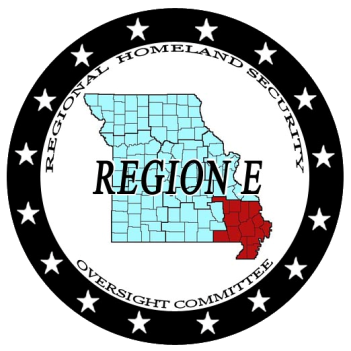 REGIONAL HOMELAND SECURITY
REGION E
OVERSIGHT COMMITTEE